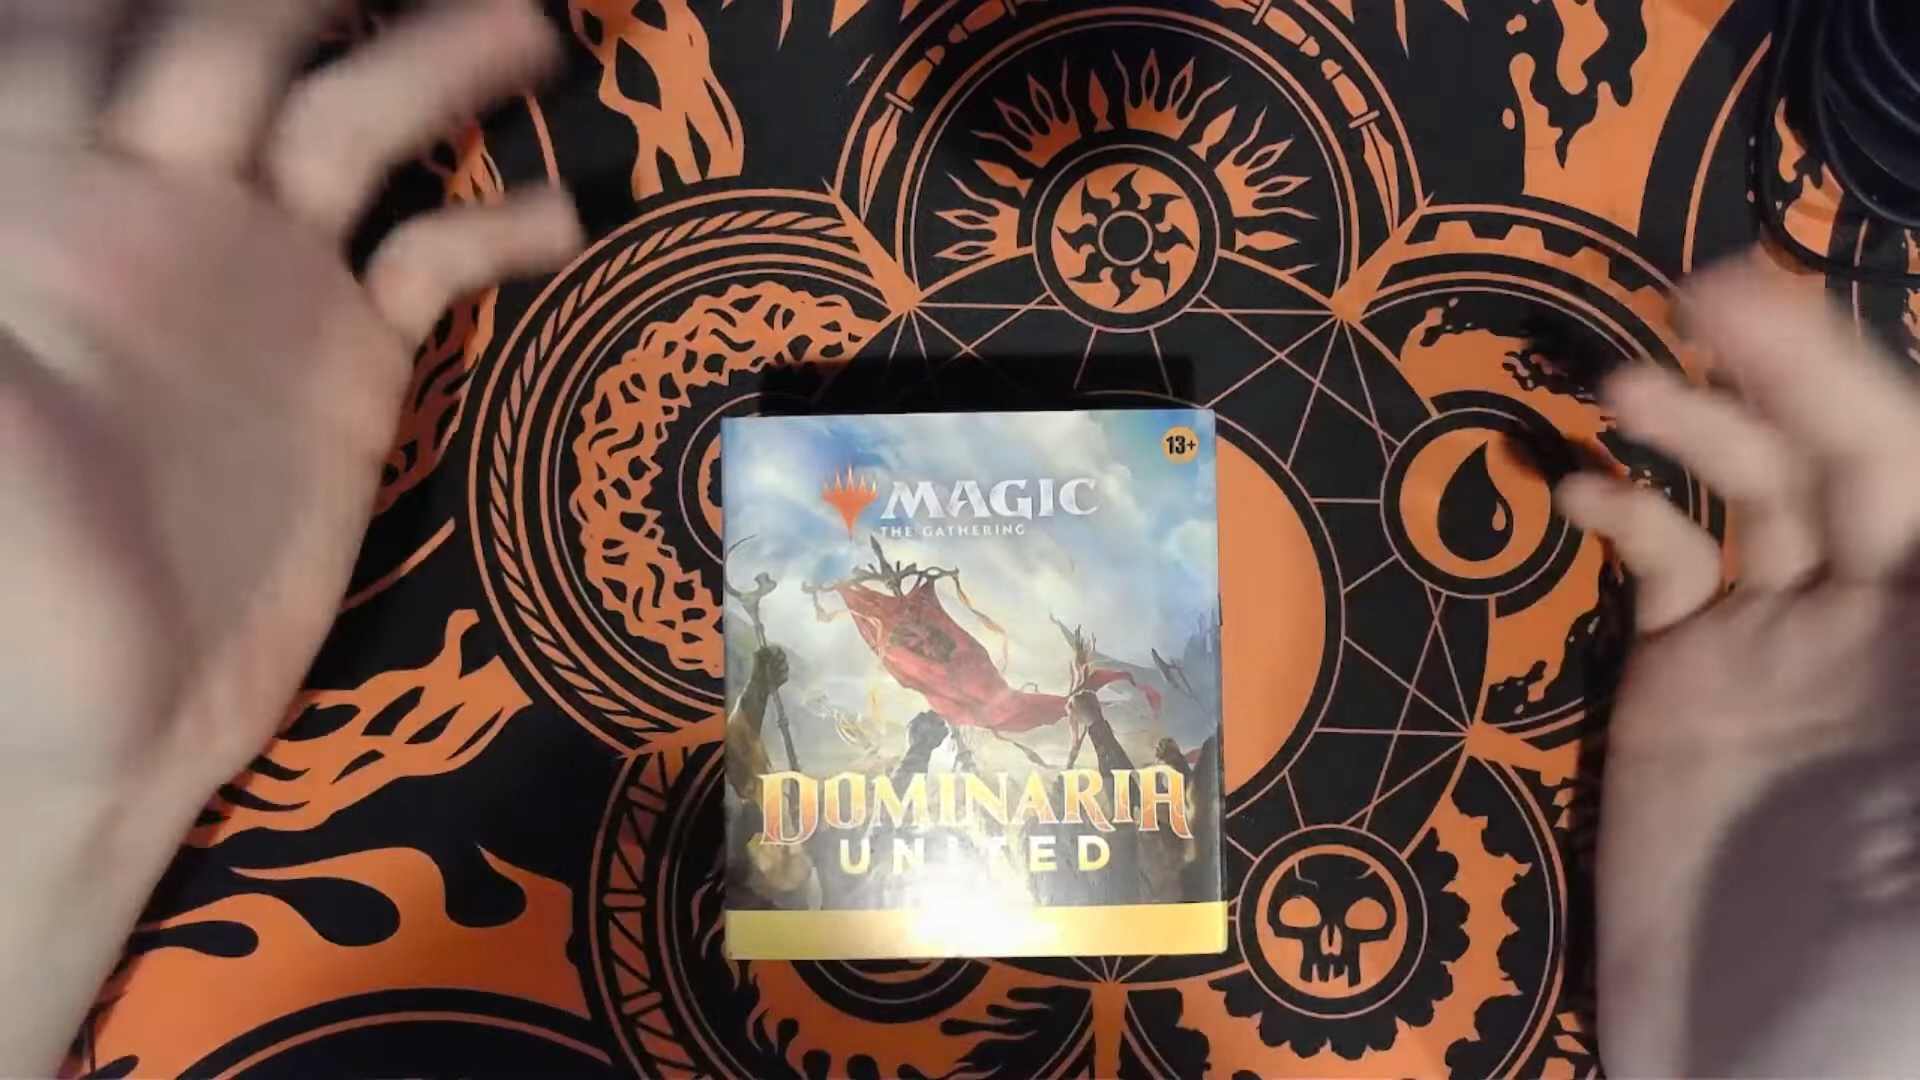 13+
MAGIC
THE GATHERING
DOMINARIA
UNITED